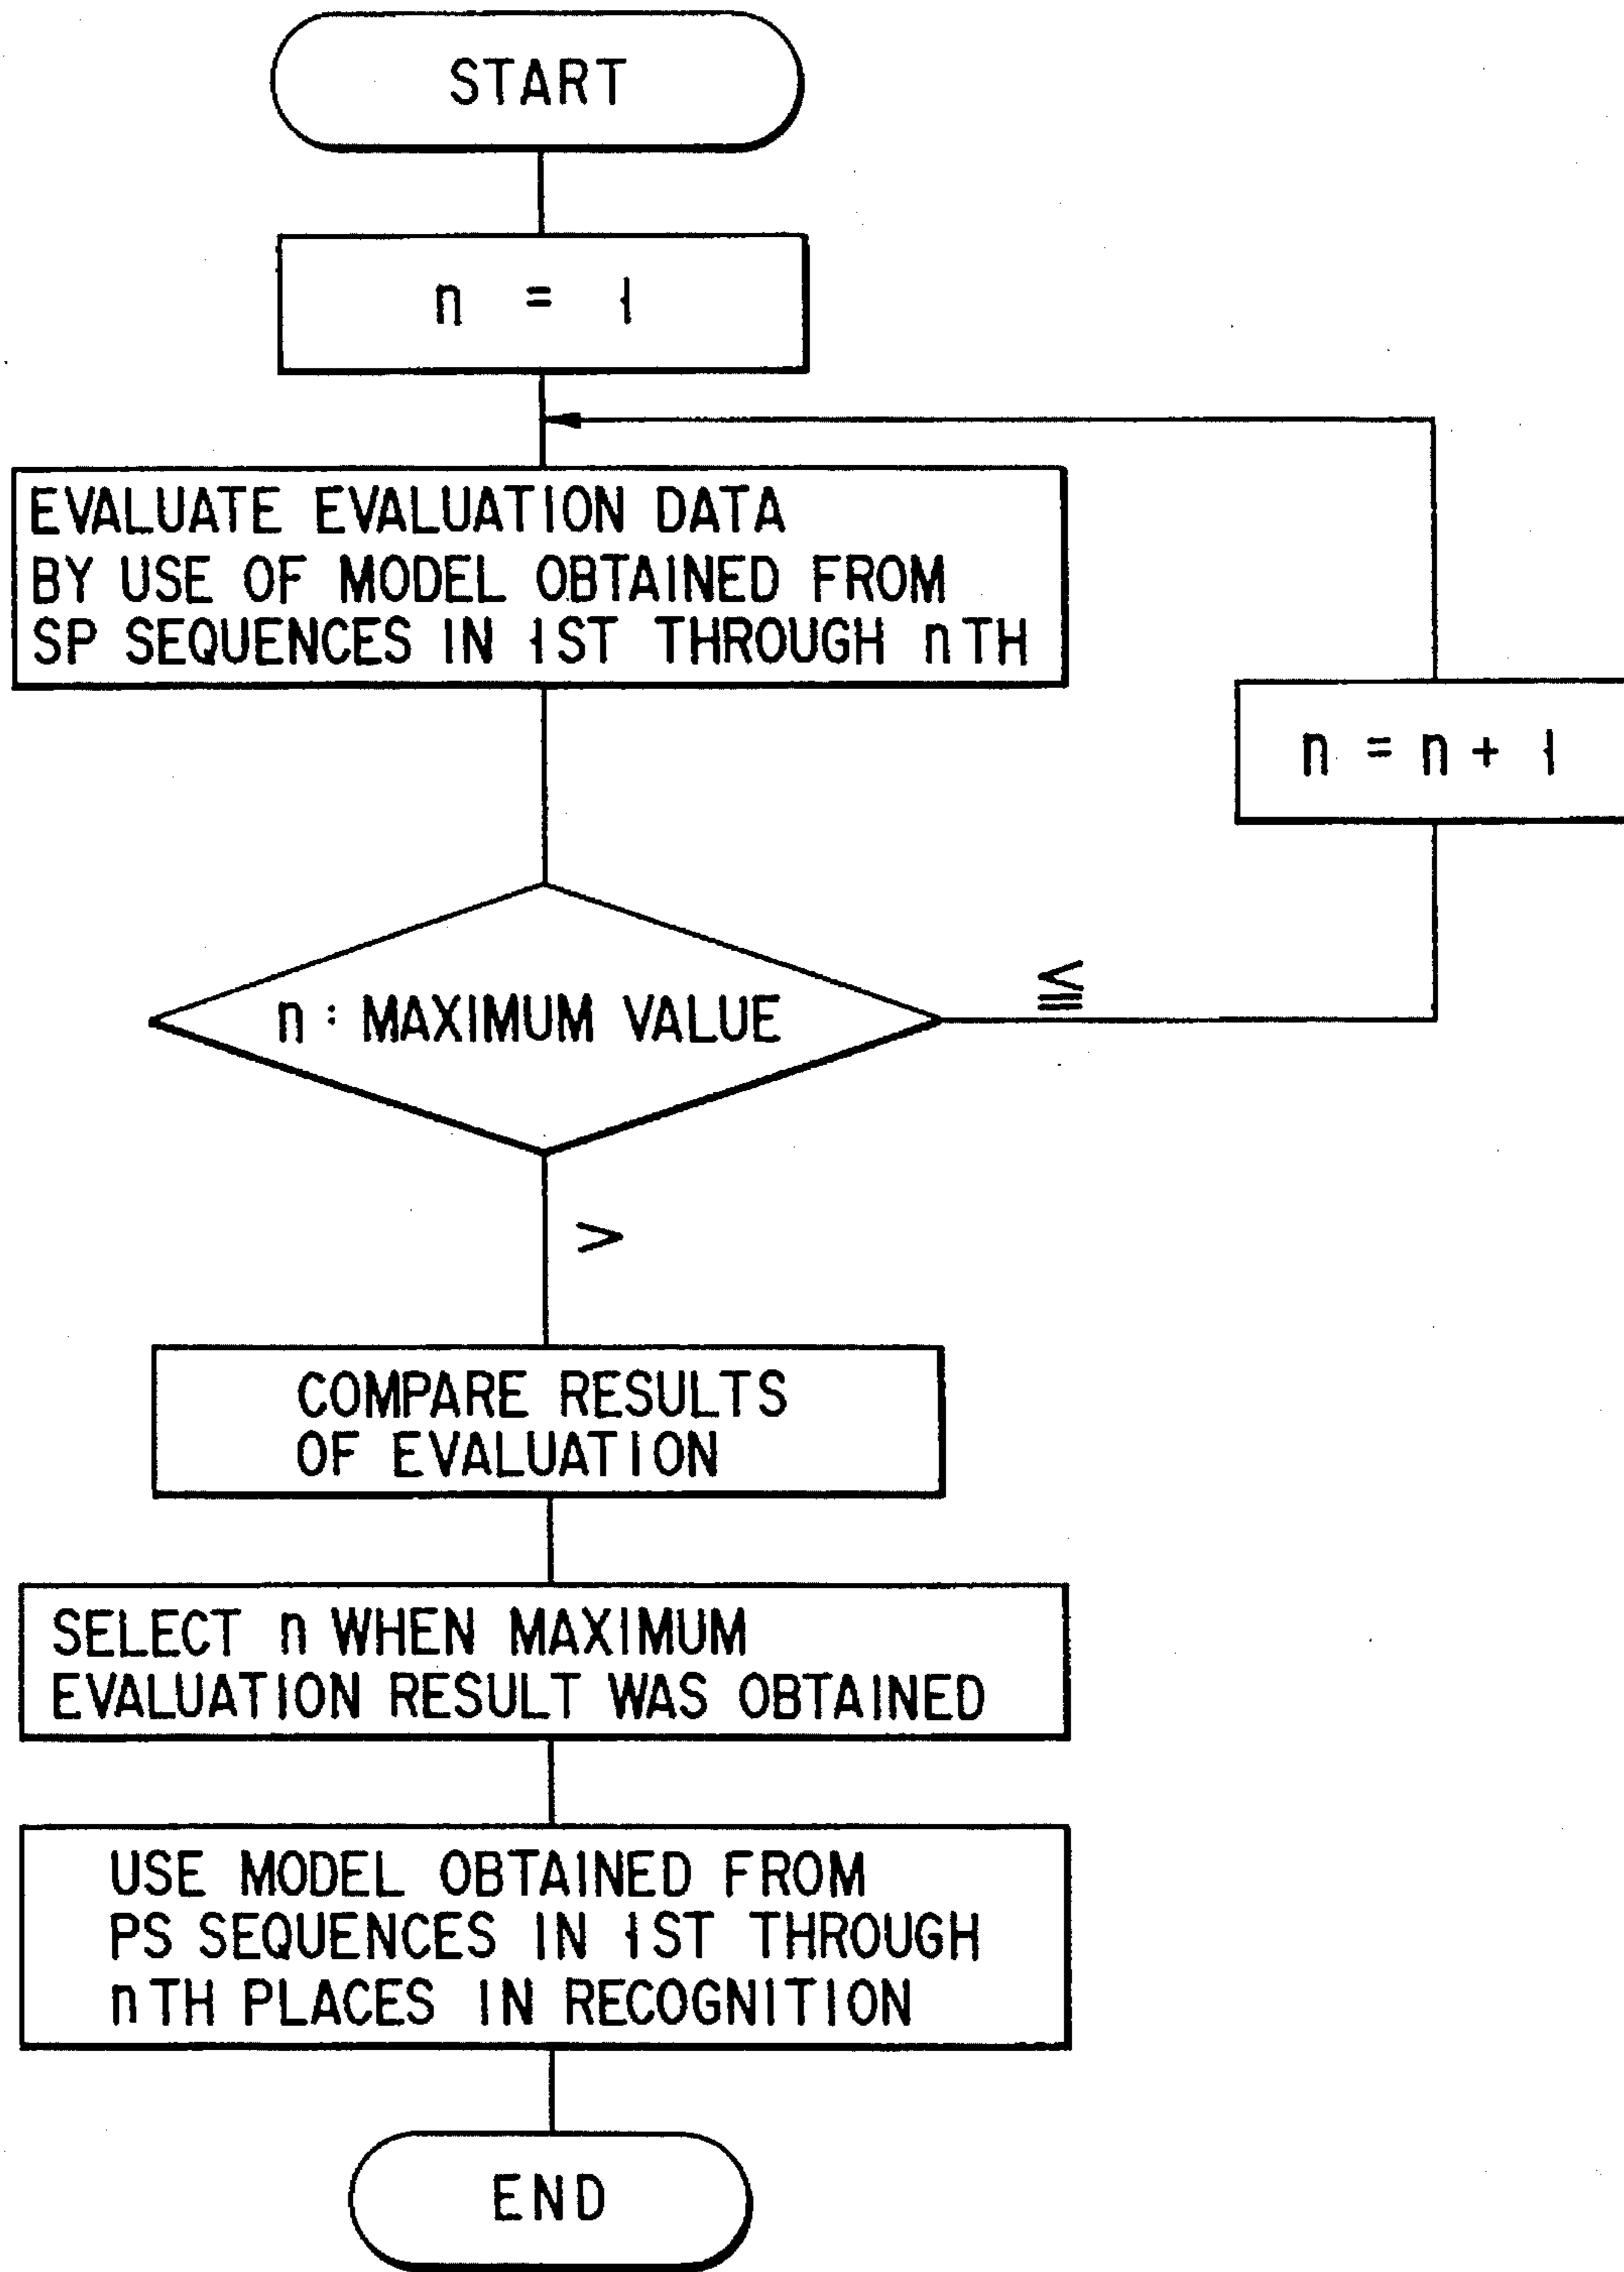 START
n = 1
EVALUATE EVALUATION DATA
BY USE OF MODEL OBTAINED FROM
SP SEQUENCES IN 1ST THROUGH nTH
n = n + 1
n : MAXIMUM VALUE
≦
>
COMPARE RESULTS
OF EVALUATION
SELECT n WHEN MAXIMUM
EVALUATION RESULT WAS OBTAINED
USE MODEL OBTAINED FROM
PS SEQUENCES IN 1ST THROUGH
nTH PLACES IN RECOGNITION
END